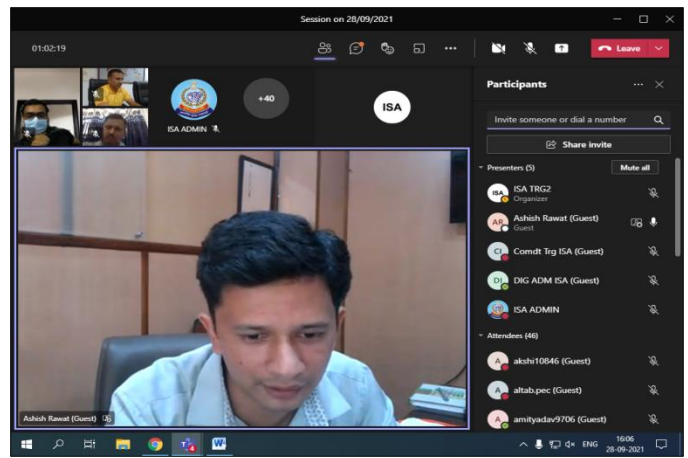 Session on 28/09/2021
01:02:19
Leave
ISA ADMIN
+40
ISA
Participants
Invite someone or dial a number
Share invite
Presenters (5)
Mute all
ISA
ISA TRG2
Organizer
AR
Ashish Rawat (Guest)
Guest
CI
Comdt Trg ISA (Guest)
DI
DIG ADM ISA (Guest)
ISA ADMIN
Attendees (46)
A
akshi10846 (Guest)
A
altab.pec (Guest)
A
amityadav9706 (Guest)
Ashish Rawat (Guest)
ENG
16:06
28-09-2021